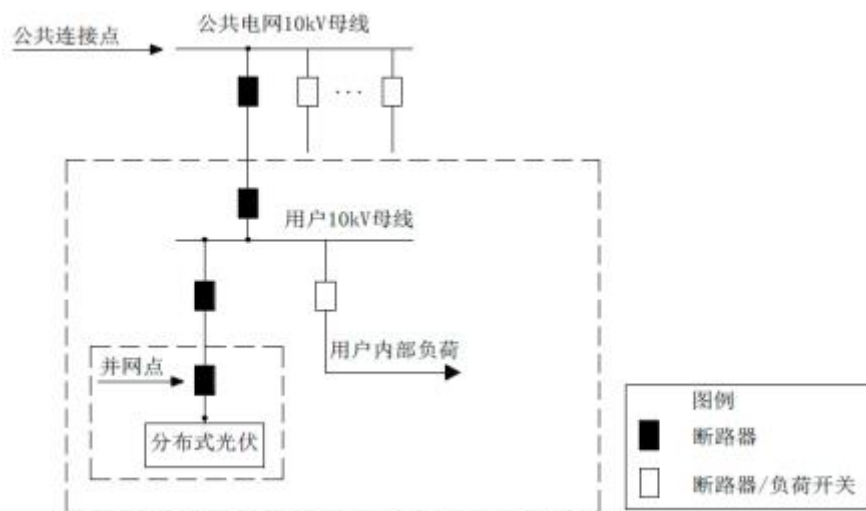 公共电网10kV母线
公共连接点
···
用户10kV母线
用户内部负荷
并网点
分布式光伏
图例
断路器
断路器/负荷开关